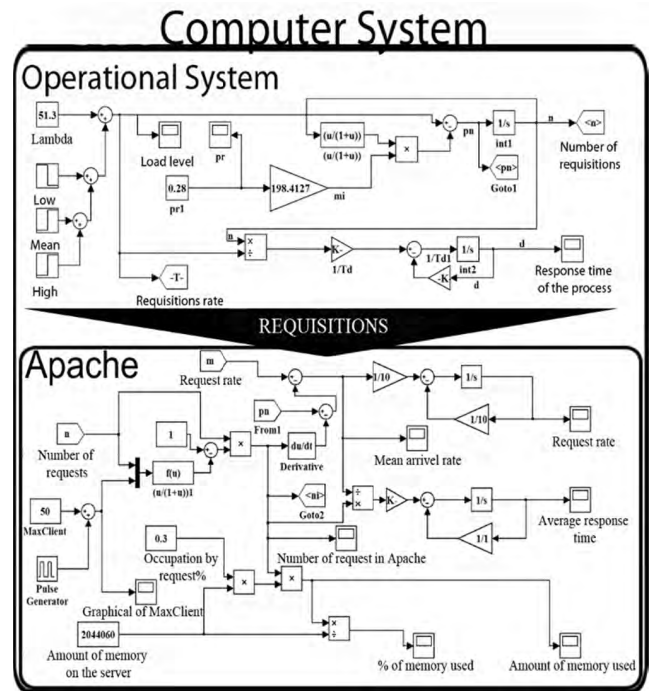 Computer System
Operational System
51.3
Lambda
Low
Mean
High
Load level
pr
0.28
pr1
198.4127
mi
(u/(1+u))
(u/(1+u))
×
pn
1/s
int1
n
<n>
Number of requisitions
<pn>
Goto1
n
×
÷
K-
1/Td
1/Td1
1/s
int2
-K
d
d
Response time of the process
-T-
Requisitions rate
REQUISITIONS
Apache
m
Request rate
1/10
1/s
1/10
Request rate
pn
From1
n
Number of requests
1
×
du/dt
Derivative
Mean arrivel rate
f(u)
(u/(1+u))1
<ni>
Goto2
÷
×
K-
1/s
1/1
Average response time
50
MaxClient
Pulse Generator
0.3
Occupation by request%
Number of request in Apache
×
×
Graphical of MaxClient
2044060
Amount of memory on the server
×
÷
% of memory used
Amount of memory used